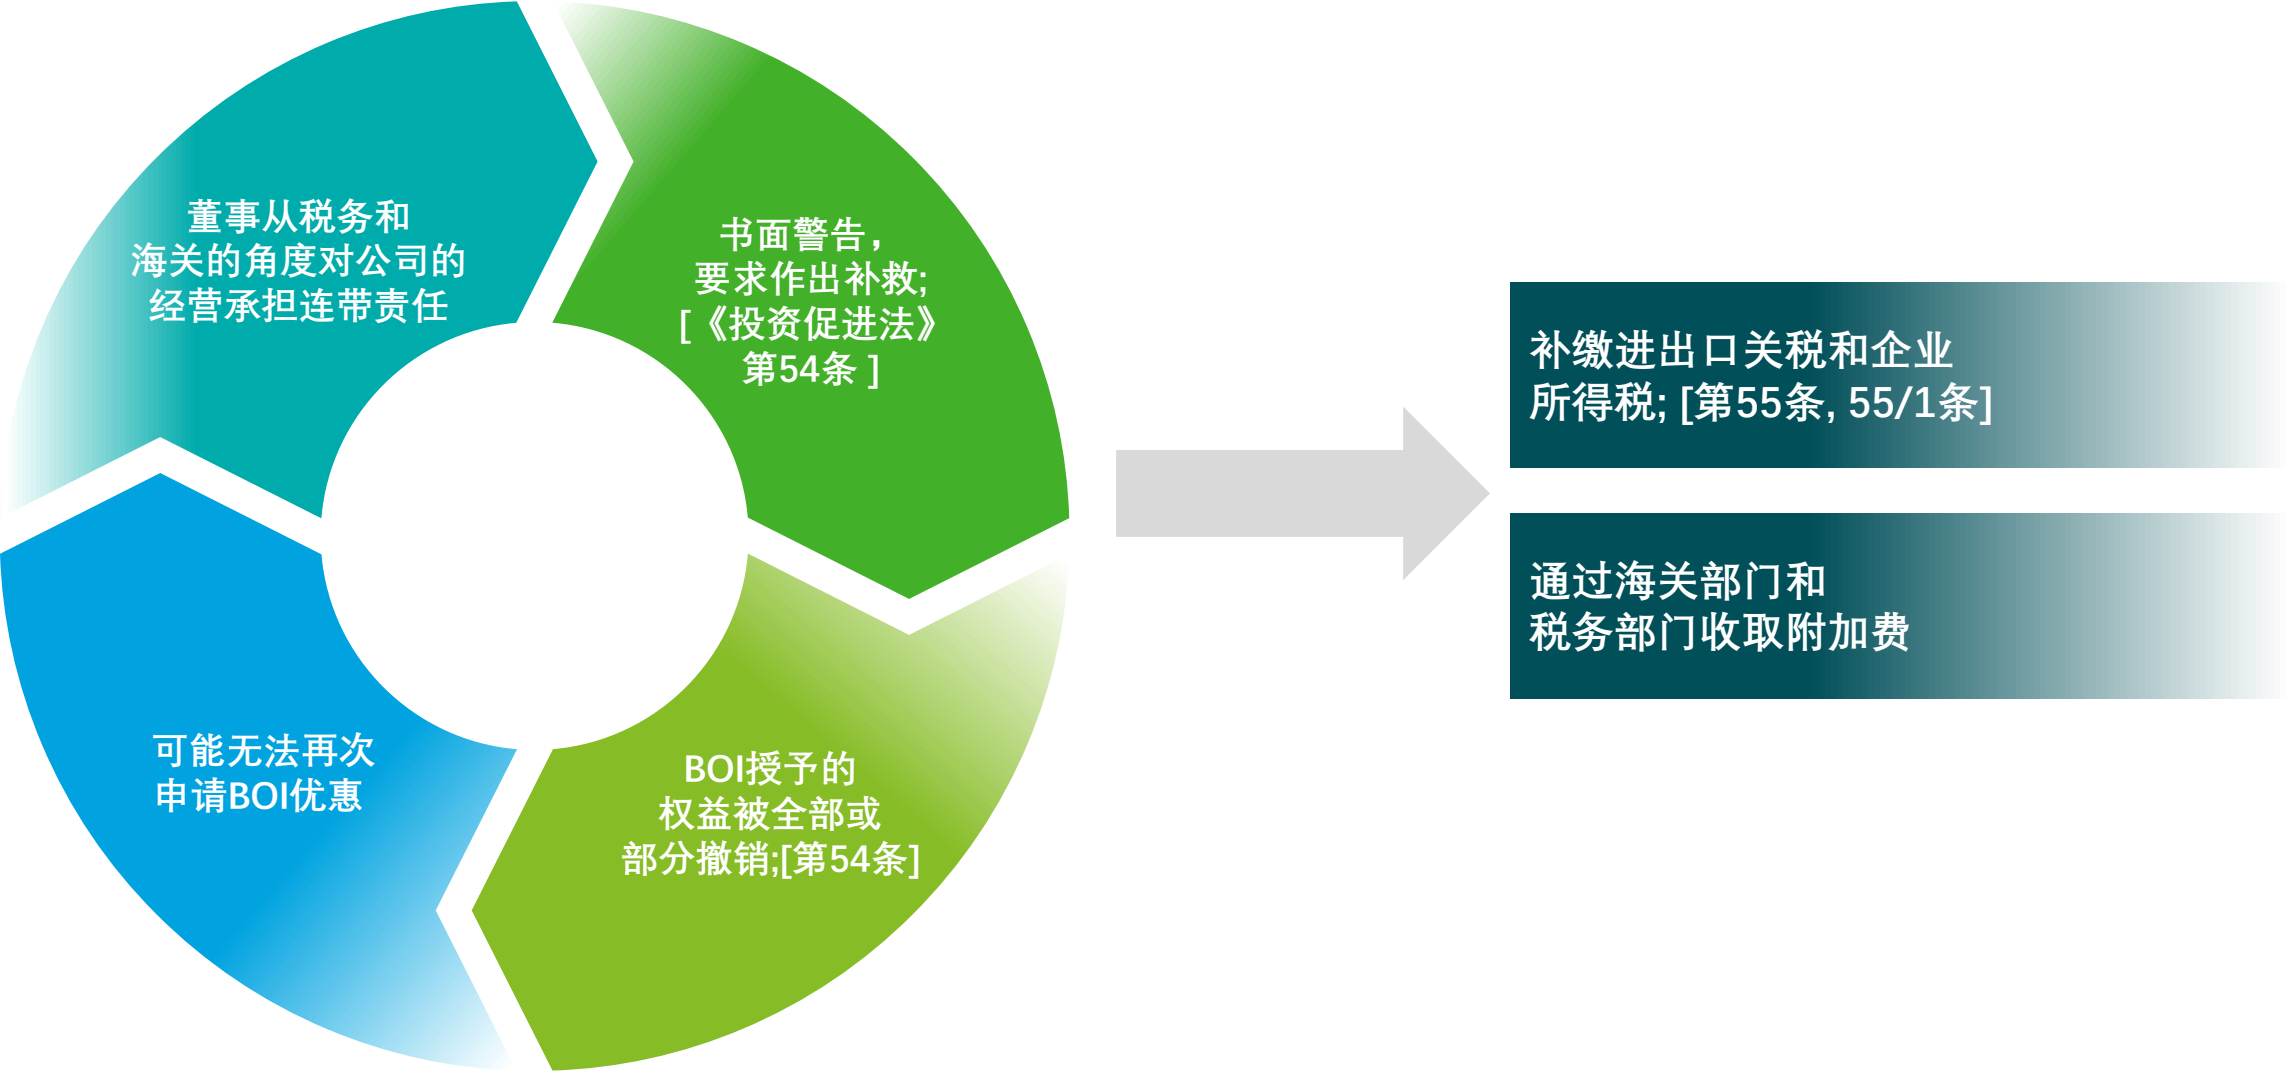 董事从税务和
海关的角度对公司的
经营承担连带责任
书面警告，
要求作出补救;
[《投资促进法》
第54条 ]
BOI授予的
权益被全部或
部分撤销;[第54条]
可能无法再次
申请BOI优惠
补缴进出口关税和企业
所得税; [第55条, 55/1条]
通过海关部门和
税务部门收取附加费